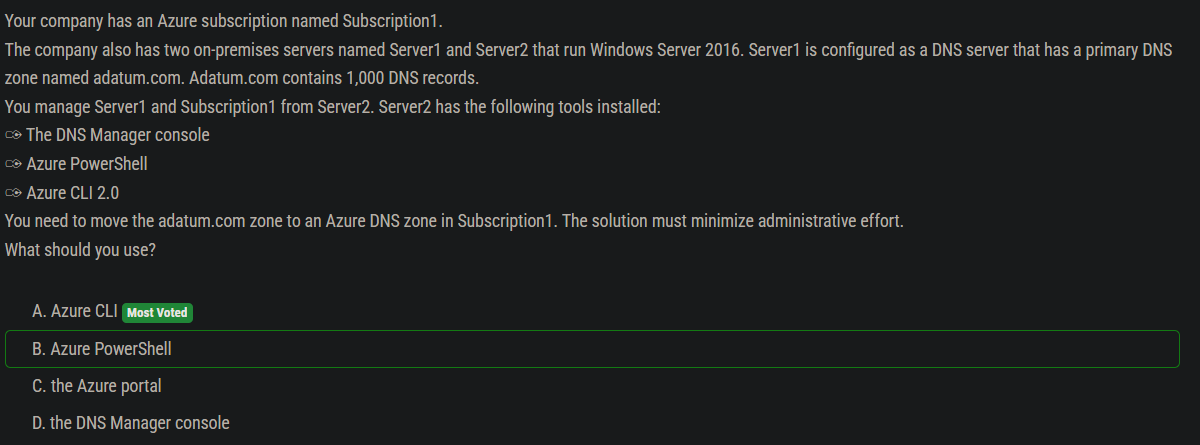 Your company has an Azure subscription named Subscription1.
The company also has two on-premises servers named Server1 and Server2 that run Windows Server 2016. Server1 is configured as a DNS server that has a primary DNS
zone named adatum.com. Adatum.com contains 1,000 DNS records.
You manage Server1 and Subscription1 from Server2. Server2 has the following tools installed:
The DNS Manager console
Azure PowerShell
Azure CLI 2.0
You need to move the adatum.com zone to an Azure DNS zone in Subscription1. The solution must minimize administrative effort.
What should you use?
A. Azure CLI Most Voted
B. Azure PowerShell
C. the Azure portal
D. the DNS Manager console